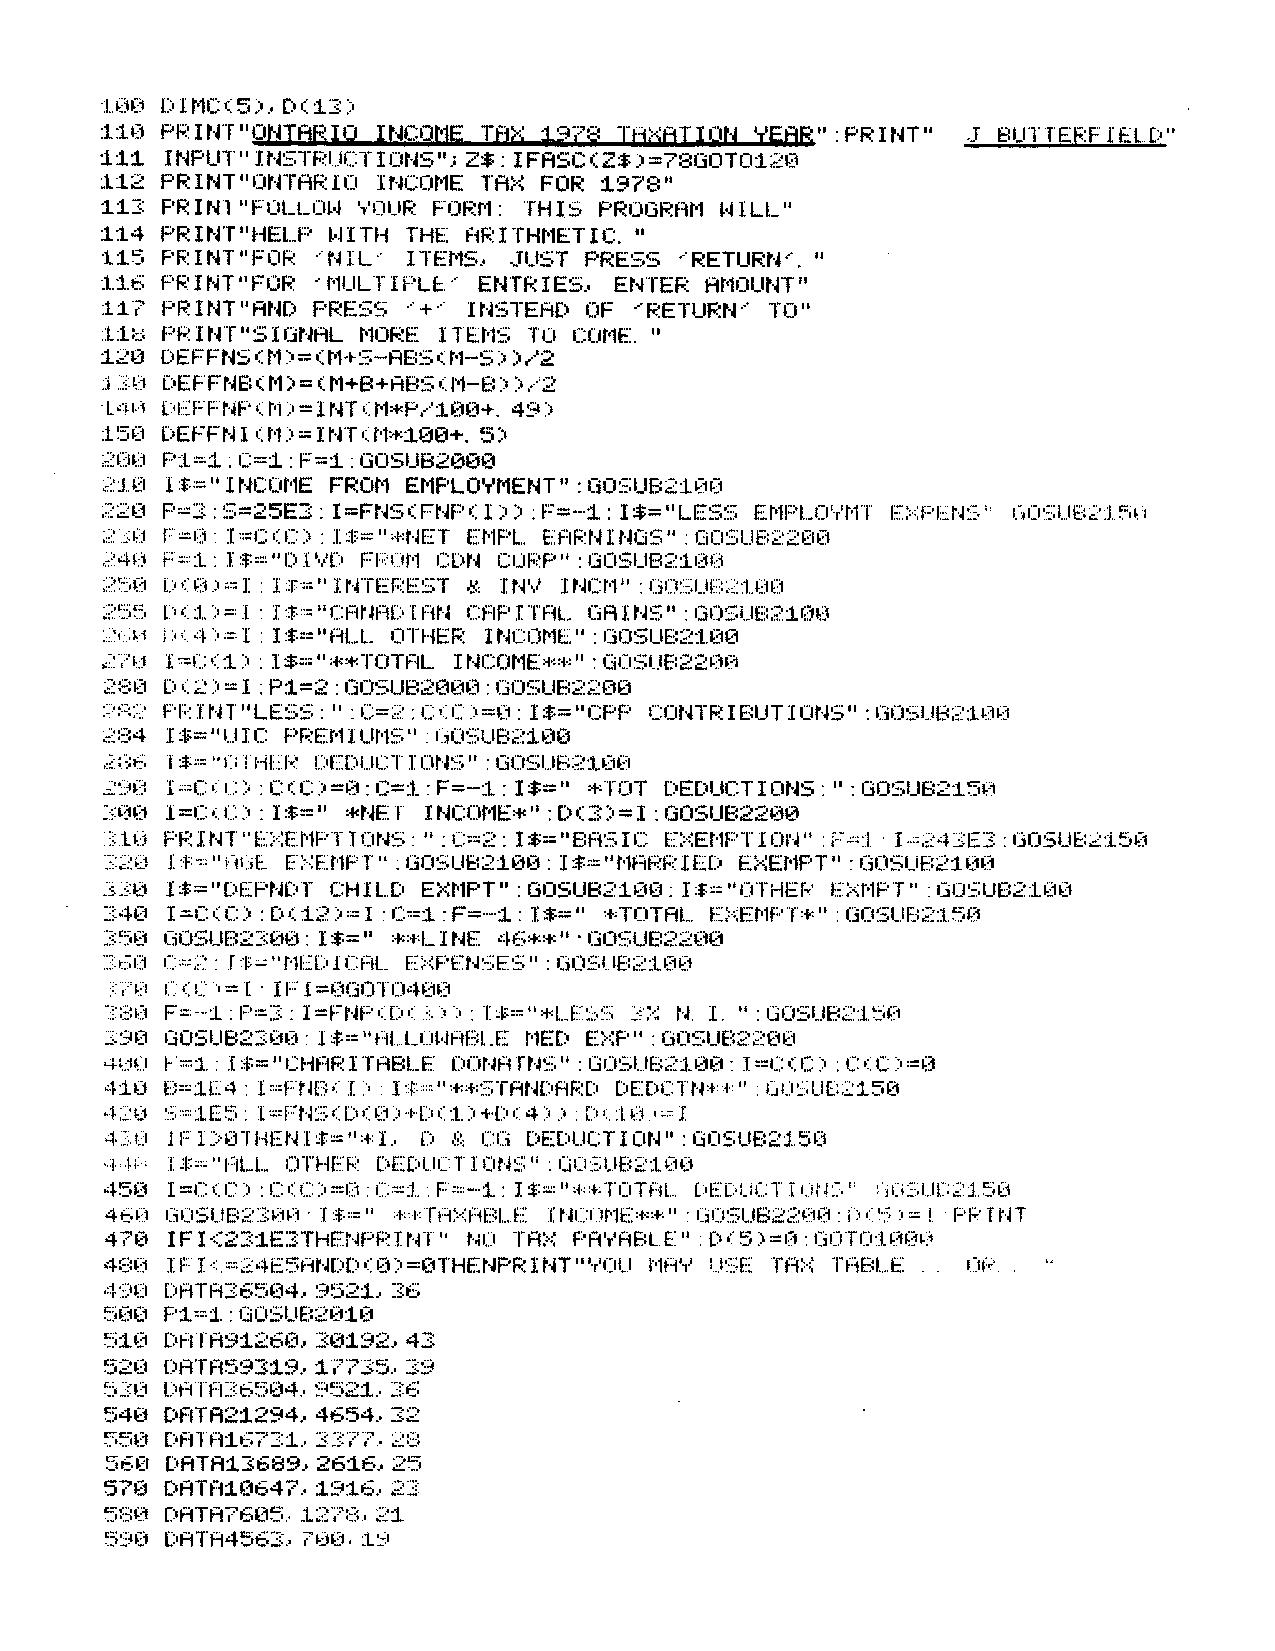 100 DIMC(5),D(13)
110 PRINT"ONTARIO INCOME TAX 1978 TAXATION YEAR":PRINT"  J BUTTERFIELD"
111 INPUT"INSTRUCTIONS";Z$:IFASC(Z$)=78GOTO120
112 PRINT"ONTARIO INCOME TAX FOR 1978"
113 PRINT"FOLLOW YOUR FORM: THIS PROGRAM WILL"
114 PRINT"HELP WITH THE ARITHMETIC. "
115 PRINT"FOR 'NIL' ITEMS, JUST PRESS 'RETURN'. "
116 PRINT"FOR 'MULTIPLE' ENTRIES, ENTER AMOUNT"
117 PRINT"AND PRESS '+' INSTEAD OF 'RETURN' TO"
118 PRINT"SIGNAL MORE ITEMS TO COME. "
120 DEFFNS(M)=(M+S-ABS(M-S))/2
130 DEFFNB(M)=(M+B+ABS(M-B))/2
140 DEFFNP(M)=INT(M*P/100+.49)
150 DEFFNI(M)=INT(M*100+.5)
200 P1=1:C=1:F=1:GOSUB2000
210 I$="INCOME FROM EMPLOYMENT":GOSUB2100
220 P=3:S=25E3:I=FNS(FNP(I)):F=-1:I$="LESS EMPLOYMT EXPENS":GOSUB2150
230 F=0:I=C(C):I$="*NET EMPL EARNINGS":GOSUB2200
240 F=1:I$="DIVD FROM CDN CORP":GOSUB2100
250 D(0)=I:I$="INTEREST & INV INCM":GOSUB2100
255 D(1)=I:I$="CANADIAN CAPITAL GAINS":GOSUB2100
260 D(4)=I:I$="ALL OTHER INCOME":GOSUB2100
270 I=C(1):I$="**TOTAL INCOME**":GOSUB2200
280 D(2)=I:P1=2:GOSUB2000:GOSUB2200
282 PRINT"LESS:":C=2:C(C)=0:I$="CPP CONTRIBUTIONS":GOSUB2100
284 I$="UIC PREMIUMS":GOSUB2100
286 I$="OTHER DEDUCTIONS":GOSUB2100
290 I=C(C):C(C)=0:C=1:F=-1:I$=" *TOT DEDUCTIONS:":GOSUB2150
300 I=C(C):I$=" *NET INCOME*":D(3)=I:GOSUB2200
310 PRINT"EXEMPTIONS:":C=2:I$="BASIC EXEMPTION":F=1:I=243E3:GOSUB2150
320 I$="AGE EXEMPT":GOSUB2100:I$="MARRIED EXEMPT":GOSUB2100
330 I$="DEPNDT CHILD EXMPT":GOSUB2100:I$="OTHER EXMPT":GOSUB2100
340 I=C(C):D(12)=I:C=1:F=-1:I$=" *TOTAL EXEMPT*":GOSUB2150
350 GOSUB2300:I$=" **LINE 46**":GOSUB2200
360 C=2:I$="MEDICAL EXPENSES":GOSUB2100
370 C(C)=I:IFI=0GOTO400
380 F=-1:P=3:I=FNP(D(3)):I$="*LESS 3% N.I.":GOSUB2150
390 GOSUB2300:I$="ALLOWABLE MED EXP":GOSUB2200
400 F=1:I$="CHARITABLE DONATNS":GOSUB2100:I=C(C):C(C)=0
410 B=1E4:I=FNB(I):I$="**STANDARD DEDCTN**":GOSUB2150
420 S=1E5:I=FNS(D(0)+D(1)+D(4)):D(10)=I
430 IFI>0THENI$="*I, D & CG DEDUCTION":GOSUB2150
440 I$="ALL OTHER DEDUCTIONS":GOSUB2100
450 I=C(C):C(C)=0:C=1:F=-1:I$="**TOTAL DEDUCTIONS":GOSUB2150
460 GOSUB2300:I$=" **TAXABLE INCOME**":GOSUB2200:D(5)=I:PRINT
470 IFI<231E3THENPRINT" NO TAX PAYABLE":D(5)=0:GOTO1000
480 IFI<=24E5ANDD(0)=0THENPRINT"YOU MAY USE TAX TABLE .. OR.. "
490 DATA36504,9521,36
500 P1=1:GOSUB2010
510 DATA91260,30192,43
520 DATA59319,17735,39
530 DATA36504,9521,36
540 DATA21294,4654,32
550 DATA16731,3377,28
560 DATA13689,2616,25
570 DATA10647,1916,23
580 DATA7605,1278,21
590 DATA4563,700,19